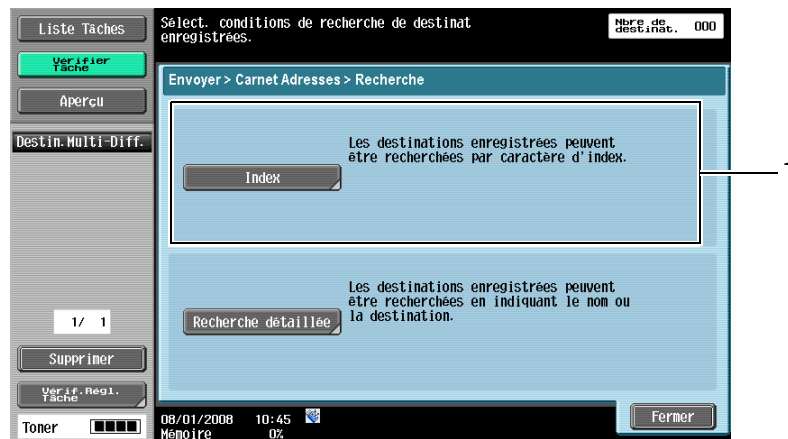 Liste Tâches
Vérifier
Tâche
Aperçu
Destin.Multi-Diff.
1/ 1
Supprimer
Vérif.Régl.
Tâche
Toner
Sélect. conditions de recherche de destinat
enregistrées.
Nbre de
destinat. 000
Envoyer > Carnet Adresses > Recherche
Les destinations enregistrées peuvent
être recherchées par caractère d'index.
Index
Les destinations enregistrées peuvent
être recherchées en indiquant le nom ou
la destination.
Recherche détaillée
Fermer
08/01/2008 10:45
Mémoire 0%